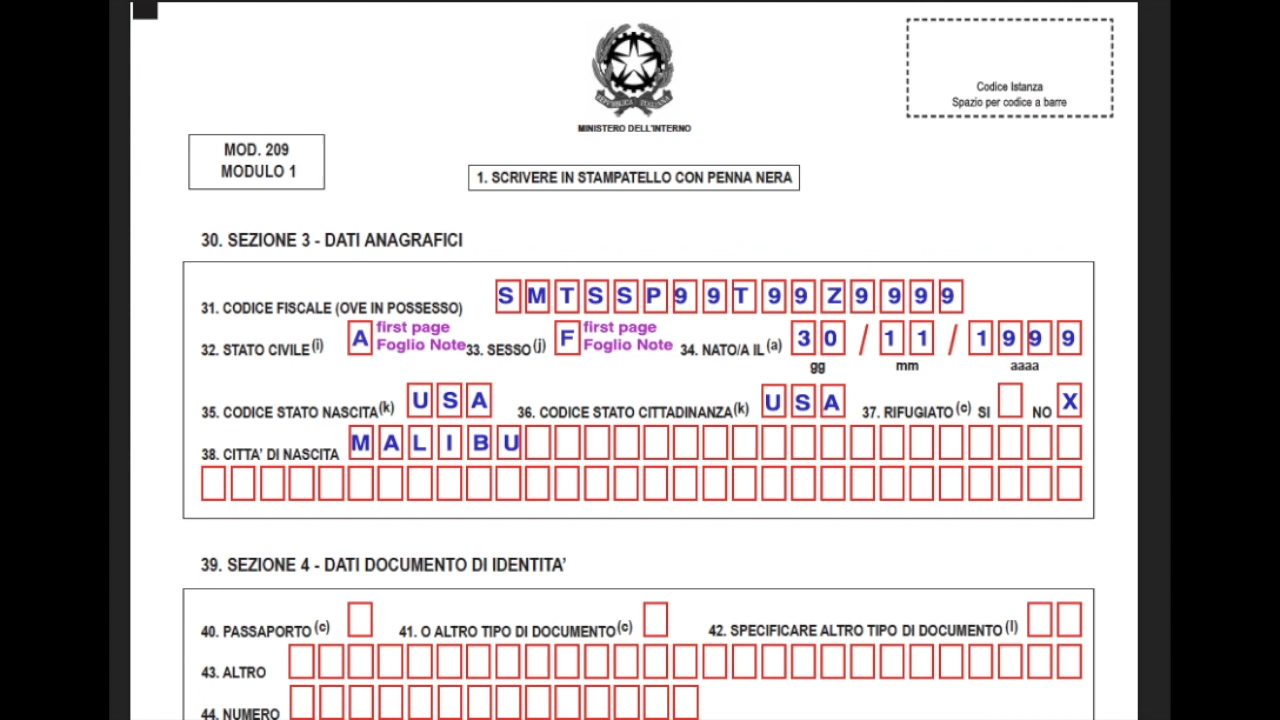 Codice Istanza
Spazio per codice a barre
REPVBBLICA ITALIANA
MINISTERO DELL'INTERNO
MOD. 209
MODULO 1
1. SCRIVERE IN STAMPATELLO CON PENNA NERA
30. SEZIONE 3 - DATI ANAGRAFICI
31. CODICE FISCALE (OVE IN POSSESSO) SMTSSP99T99Z9999
32. STATO CIVILE(i) A first page Foglio Note 33. SESSO(j) F first page Foglio Note 34. NATO/A IL(a) 30 / 11 / 1999
gg mm aaaa
35. CODICE STATO NASCITA(k) USA 36. CODICE STATO CITTADINANZA(k) USA 37. RIFUGIATO(c) SI NO X
38. CITTA' DI NASCITA MALIBU
39. SEZIONE 4 - DATI DOCUMENTO DI IDENTITA'
40. PASSAPORTO(c) 41. O ALTRO TIPO DI DOCUMENTO(c) 42. SPECIFICARE ALTRO TIPO DI DOCUMENTO(l)
43. ALTRO
44. NUMERO